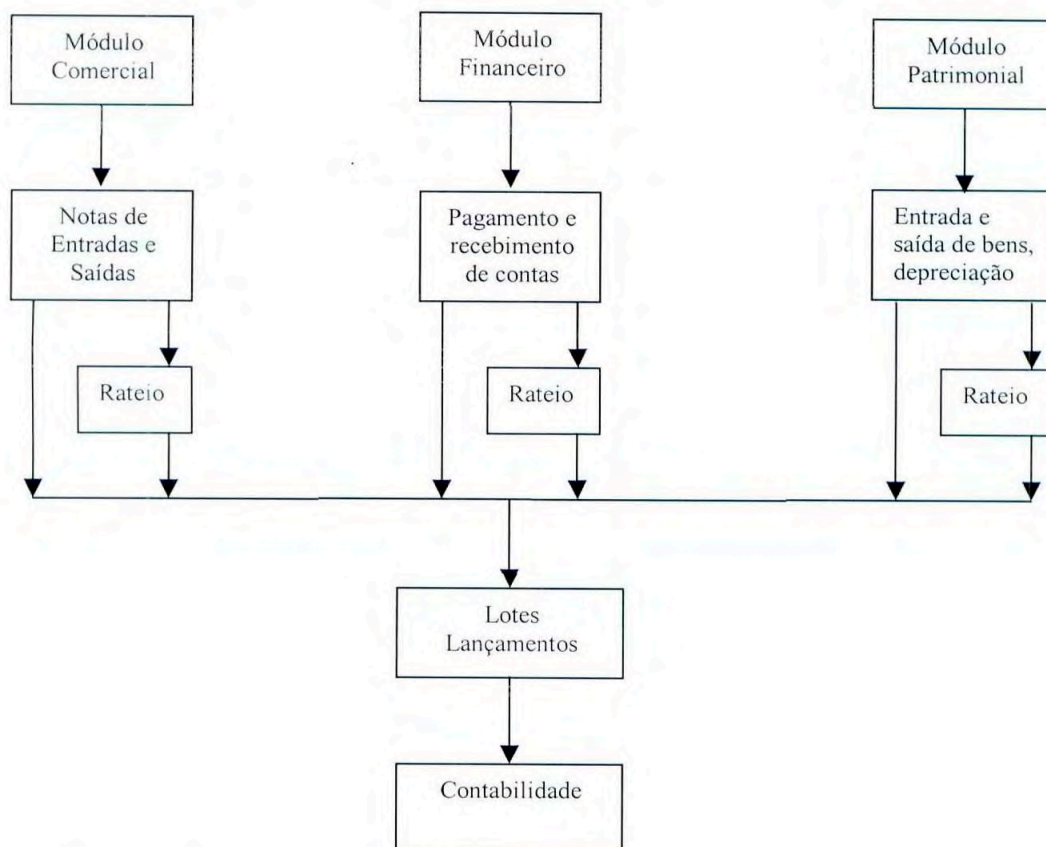 Módulo
Comercial
Módulo
Financeiro
Módulo
Patrimonial
Notas de
Entradas e
Saídas
Pagamento e
recebimento
de contas
Entrada e
saída de bens,
depreciação
Rateio
Rateio
Rateio
Lotes
Lançamentos
Contabilidade